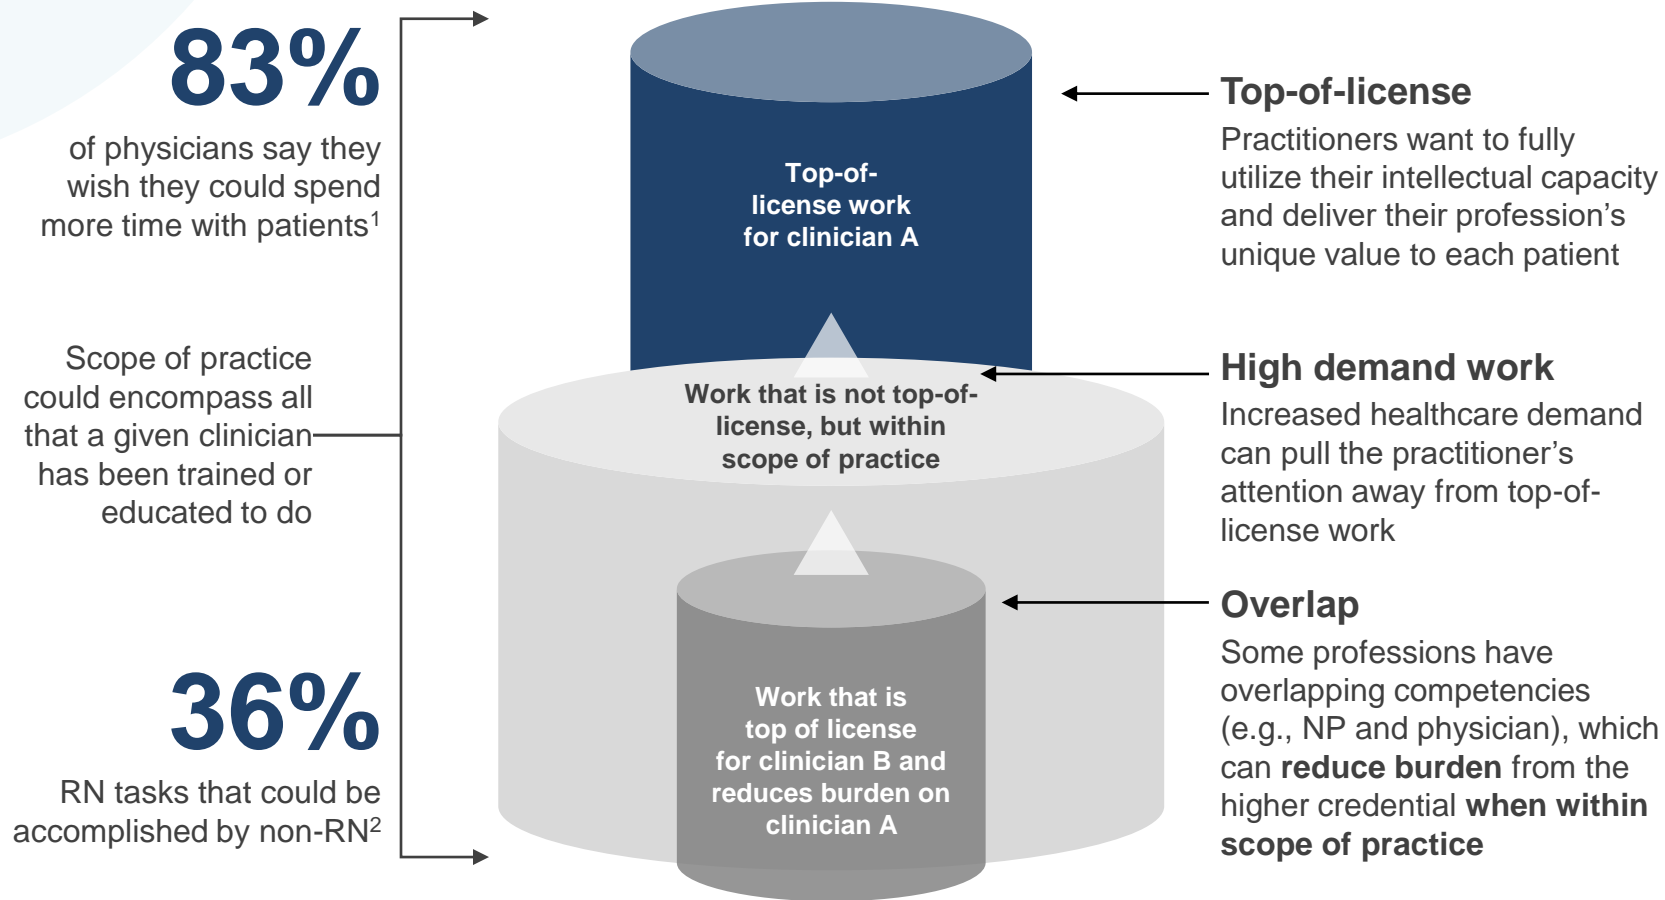 83%
of physicians say they
wish they could spend
more time with patients¹
Scope of practice
could encompass all
that a given clinician
has been trained or
educated to do
36%
RN tasks that could be
accomplished by non-RN²
Top-of-
license work
for clinician A
Work that is not top-of-
license, but within
scope of practice
Work that is
top of license
for clinician B and
reduces burden on
clinician A
Top-of-license
Practitioners want to fully
utilize their intellectual capacity
and deliver their profession’s
unique value to each patient
High demand work
Increased healthcare demand
can pull the practitioner’s
attention away from top-of-
license work
Overlap
Some professions have
overlapping competencies
(e.g., NP and physician), which
can reduce burden from the
higher credential when within
scope of practice